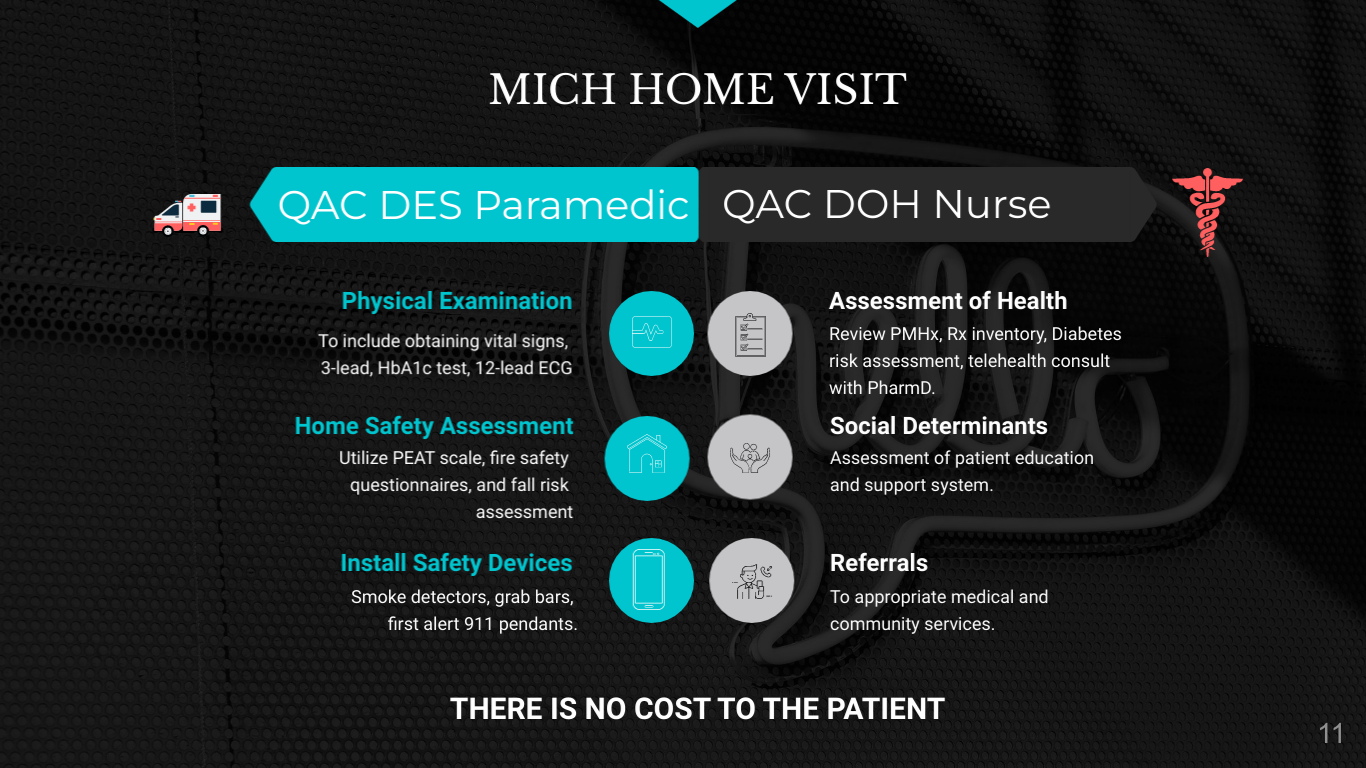 MICH HOME VISIT
QAC DES Paramedic
QAC DOH Nurse
Physical Examination
To include obtaining vital signs,
3-lead, HbA1c test, 12-lead ECG
Home Safety Assessment
Utilize PEAT scale, fire safety
questionnaires, and fall risk
assessment
Install Safety Devices
Smoke detectors, grab bars,
first alert 911 pendants.
Assessment of Health
Review PMHx, Rx inventory, Diabetes
risk assessment, telehealth consult
with PharmD.
Social Determinants
Assessment of patient education
and support system.
Referrals
To appropriate medical and
community services.
THERE IS NO COST TO THE PATIENT
11
hello